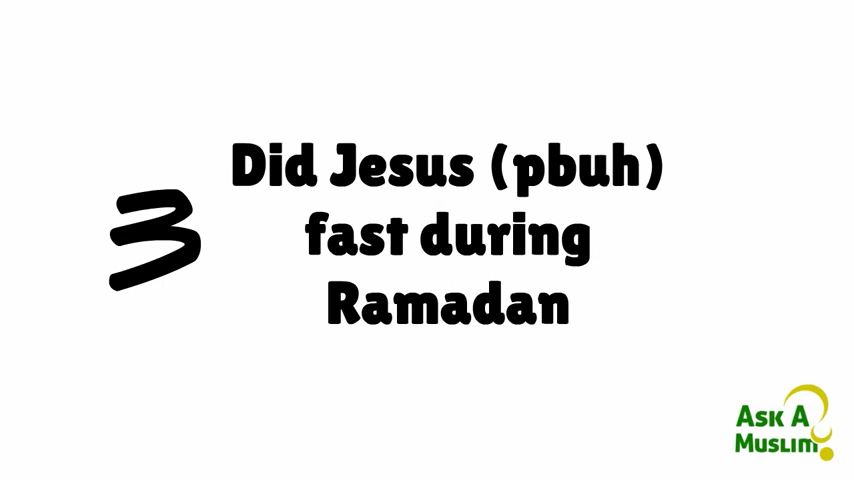 3
Did Jesus (pbuh)
fast during
Ramadan
Ask A
Muslim?